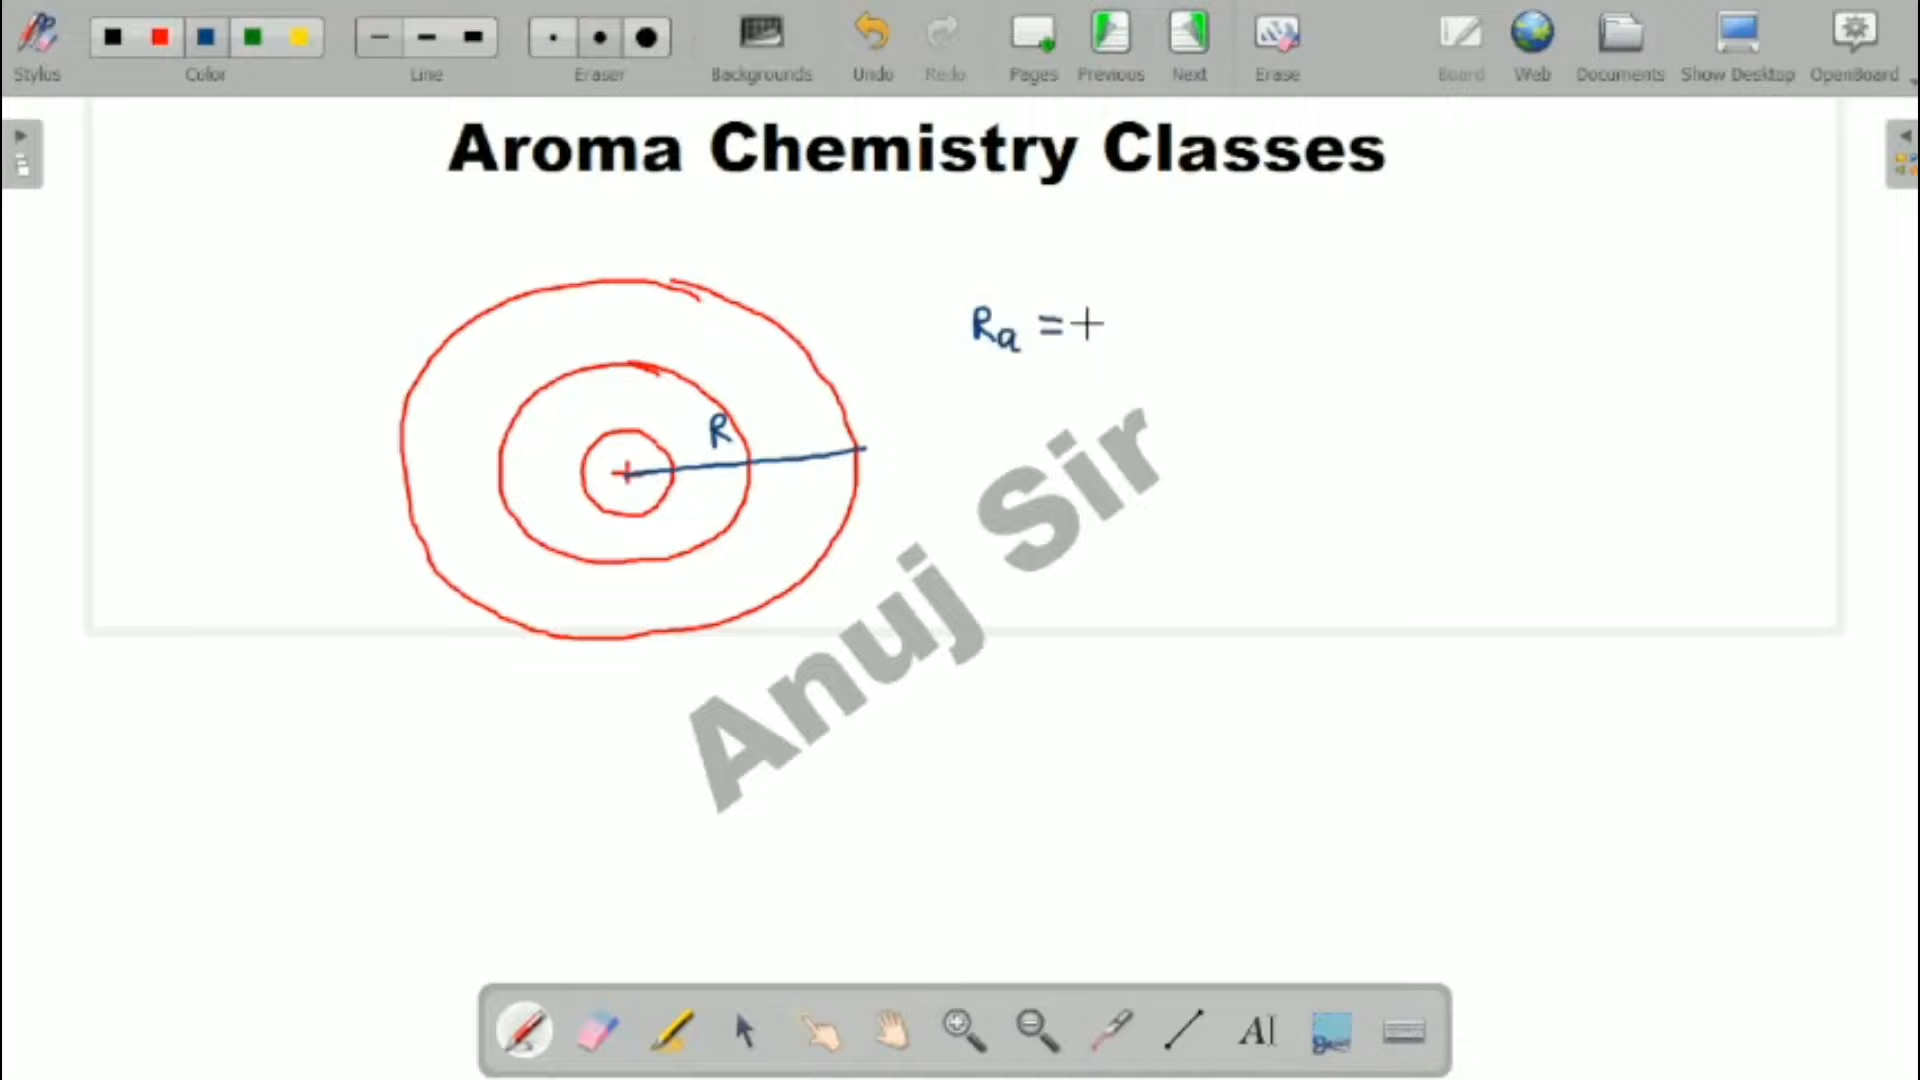 Stylus Color Line Eraser Backgrounds Undo Redo Pages Previous Next Erase Board Web Documents Show Desktop OpenBoard
Aroma Chemistry Classes
Ra =
R
Anuj Sir
AI